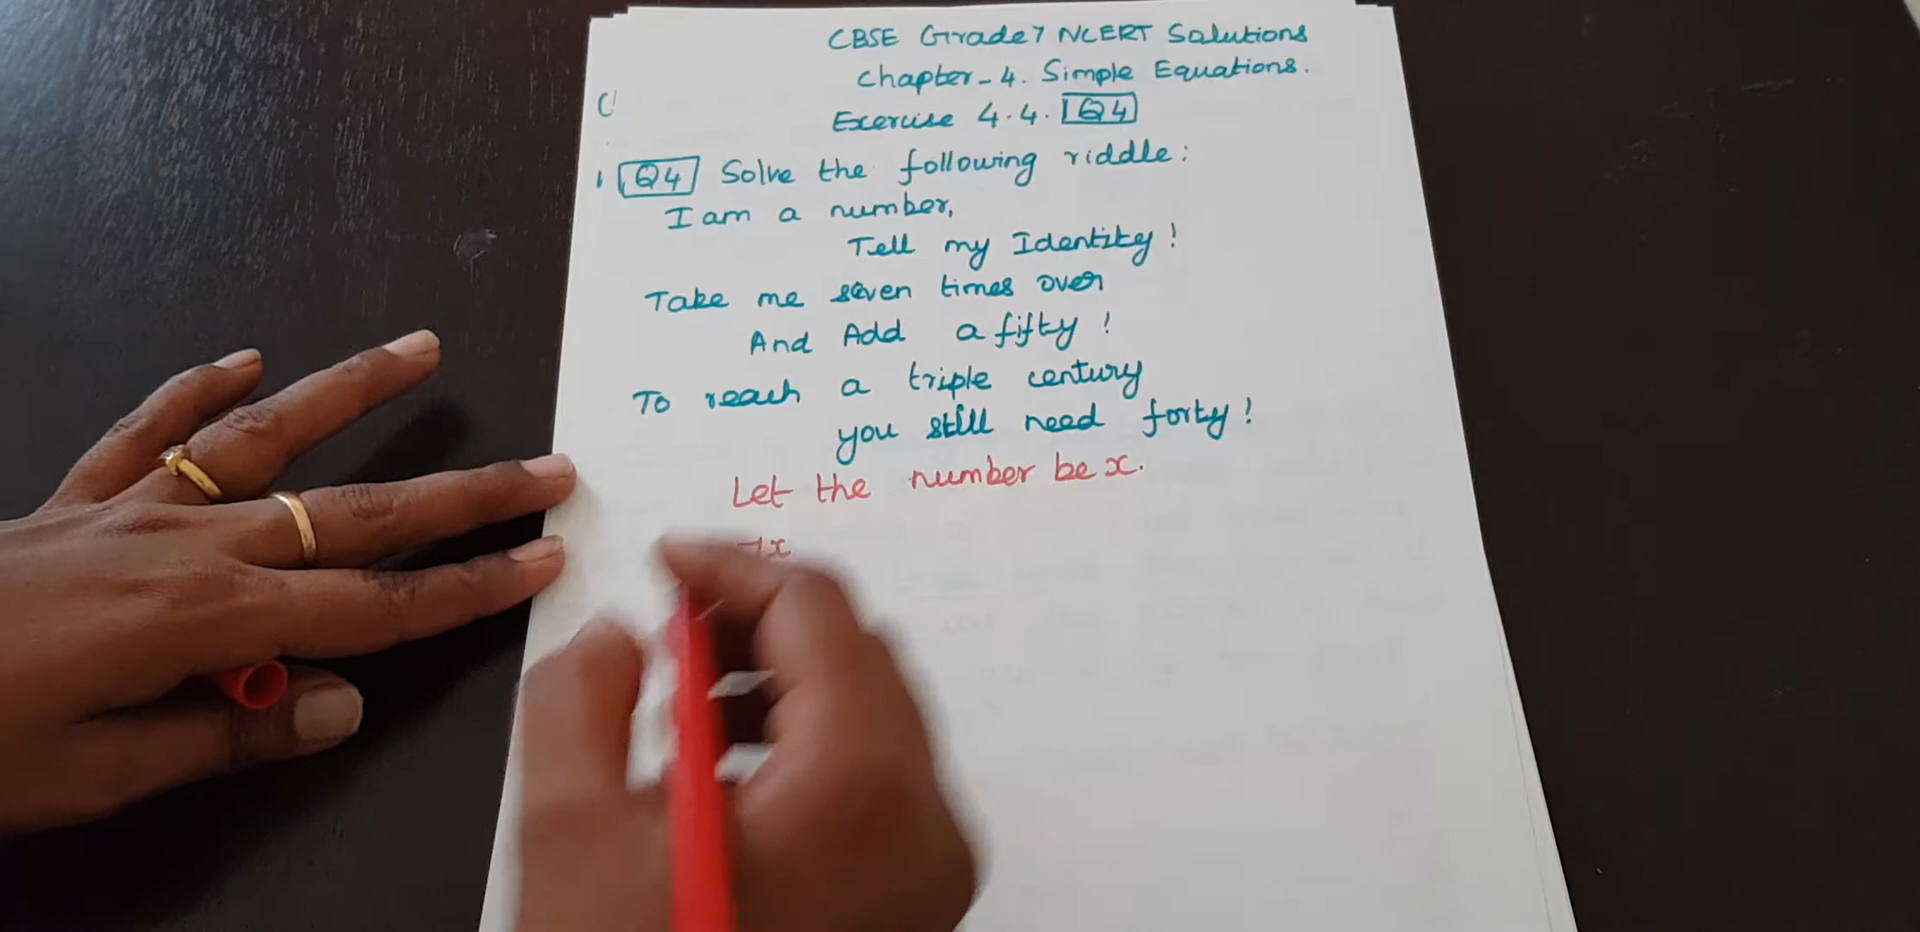 CBSE Grade 7 NCERT Solutions
Chapter-4. Simple Equations.
Exercise 4.4. Q4
Q4 Solve the following riddle:
I am a number,
Tell my Identity!
Take me seven times over
And Add a fifty!
To reach a triple century
you still need forty!
Let the number be x.
7x